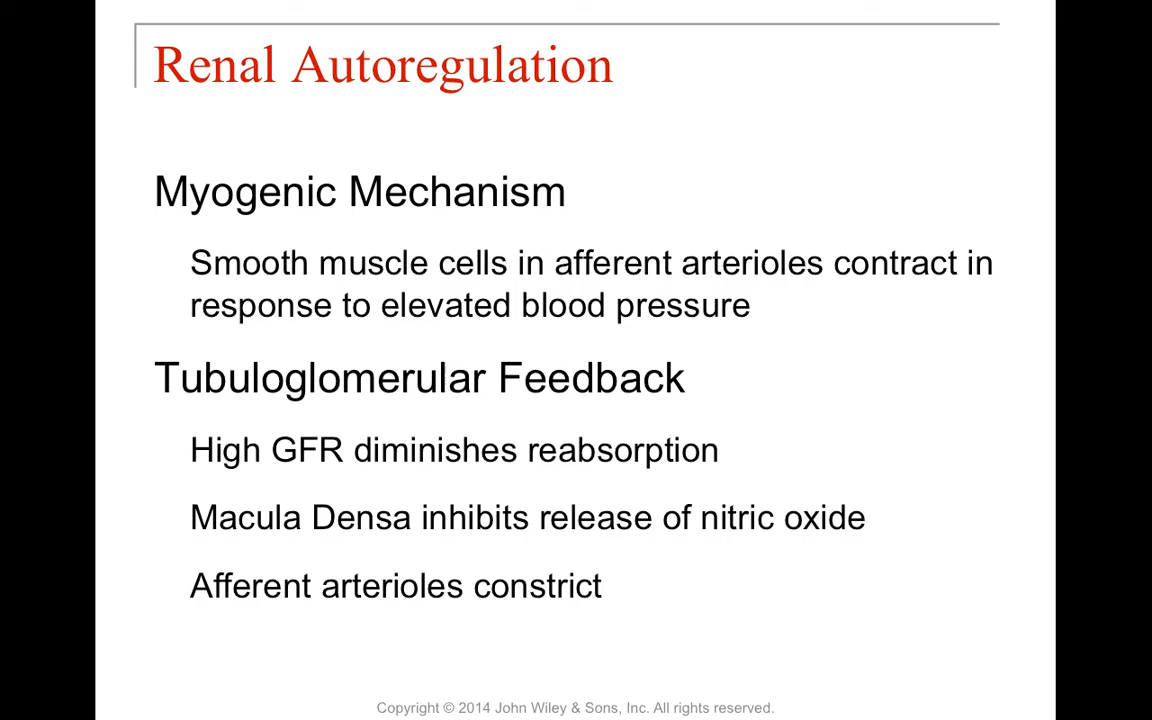 Renal Autoregulation
Myogenic Mechanism
Smooth muscle cells in afferent arterioles contract in
response to elevated blood pressure
Tubuloglomerular Feedback
High GFR diminishes reabsorption
Macula Densa inhibits release of nitric oxide
Afferent arterioles constrict
Copyright © 2014 John Wiley & Sons, Inc. All rights reserved.